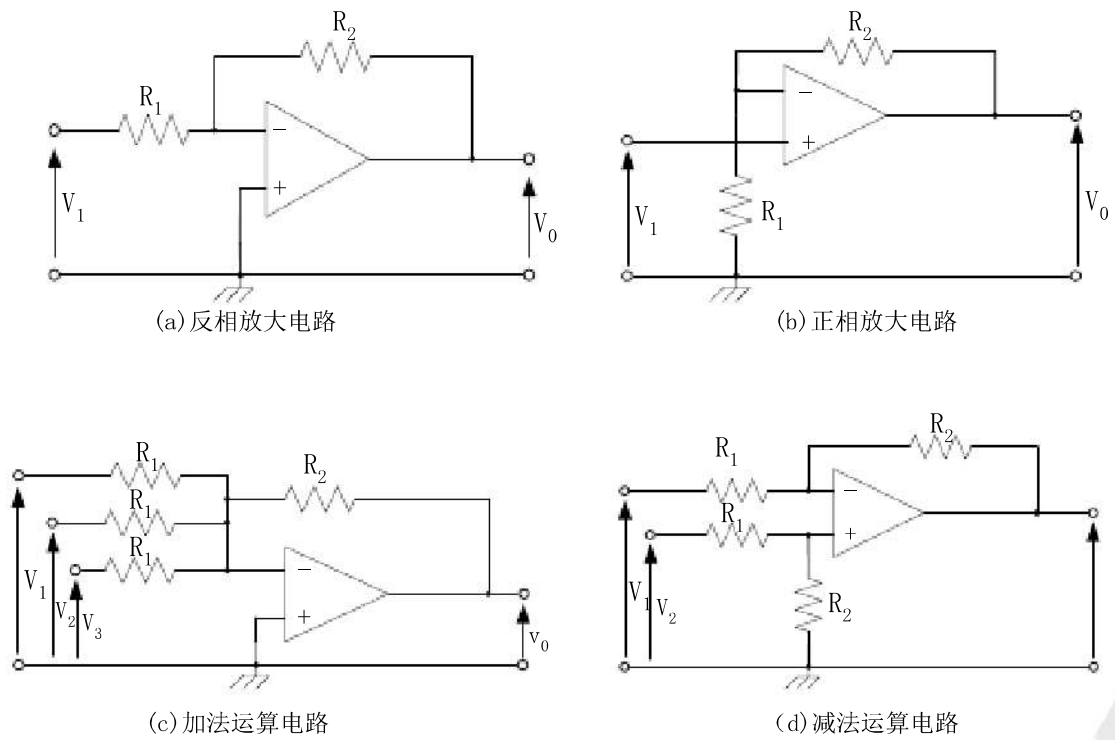 R2
R1
−
+
V1
V0
(a)反相放大电路
R2
−
+
V1
R1
V0
(b)正相放大电路
R1
R2
R1
R1
−
+
V1
V2
V3
v0
(c)加法运算电路
R2
R1
−
R1
+
V1
V2
R2
(d)减法运算电路